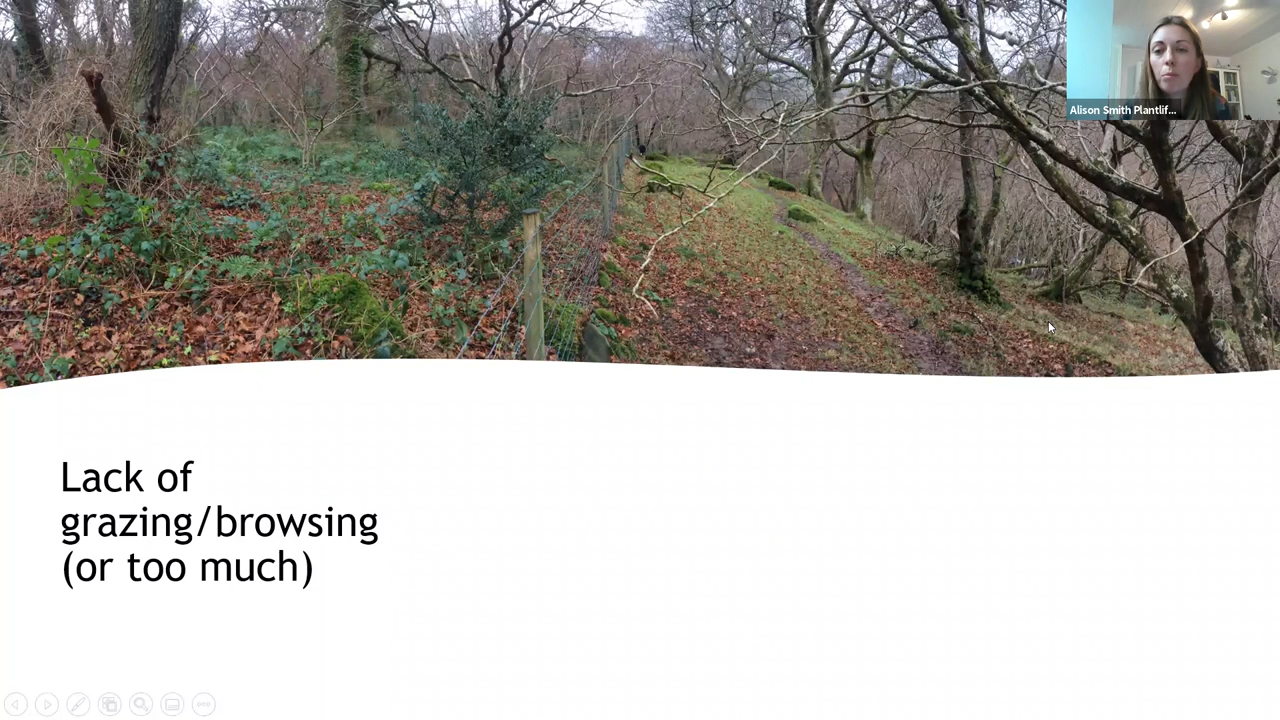 Alison Smith Plantlif...
Lack of
grazing/browsing
(or too much)